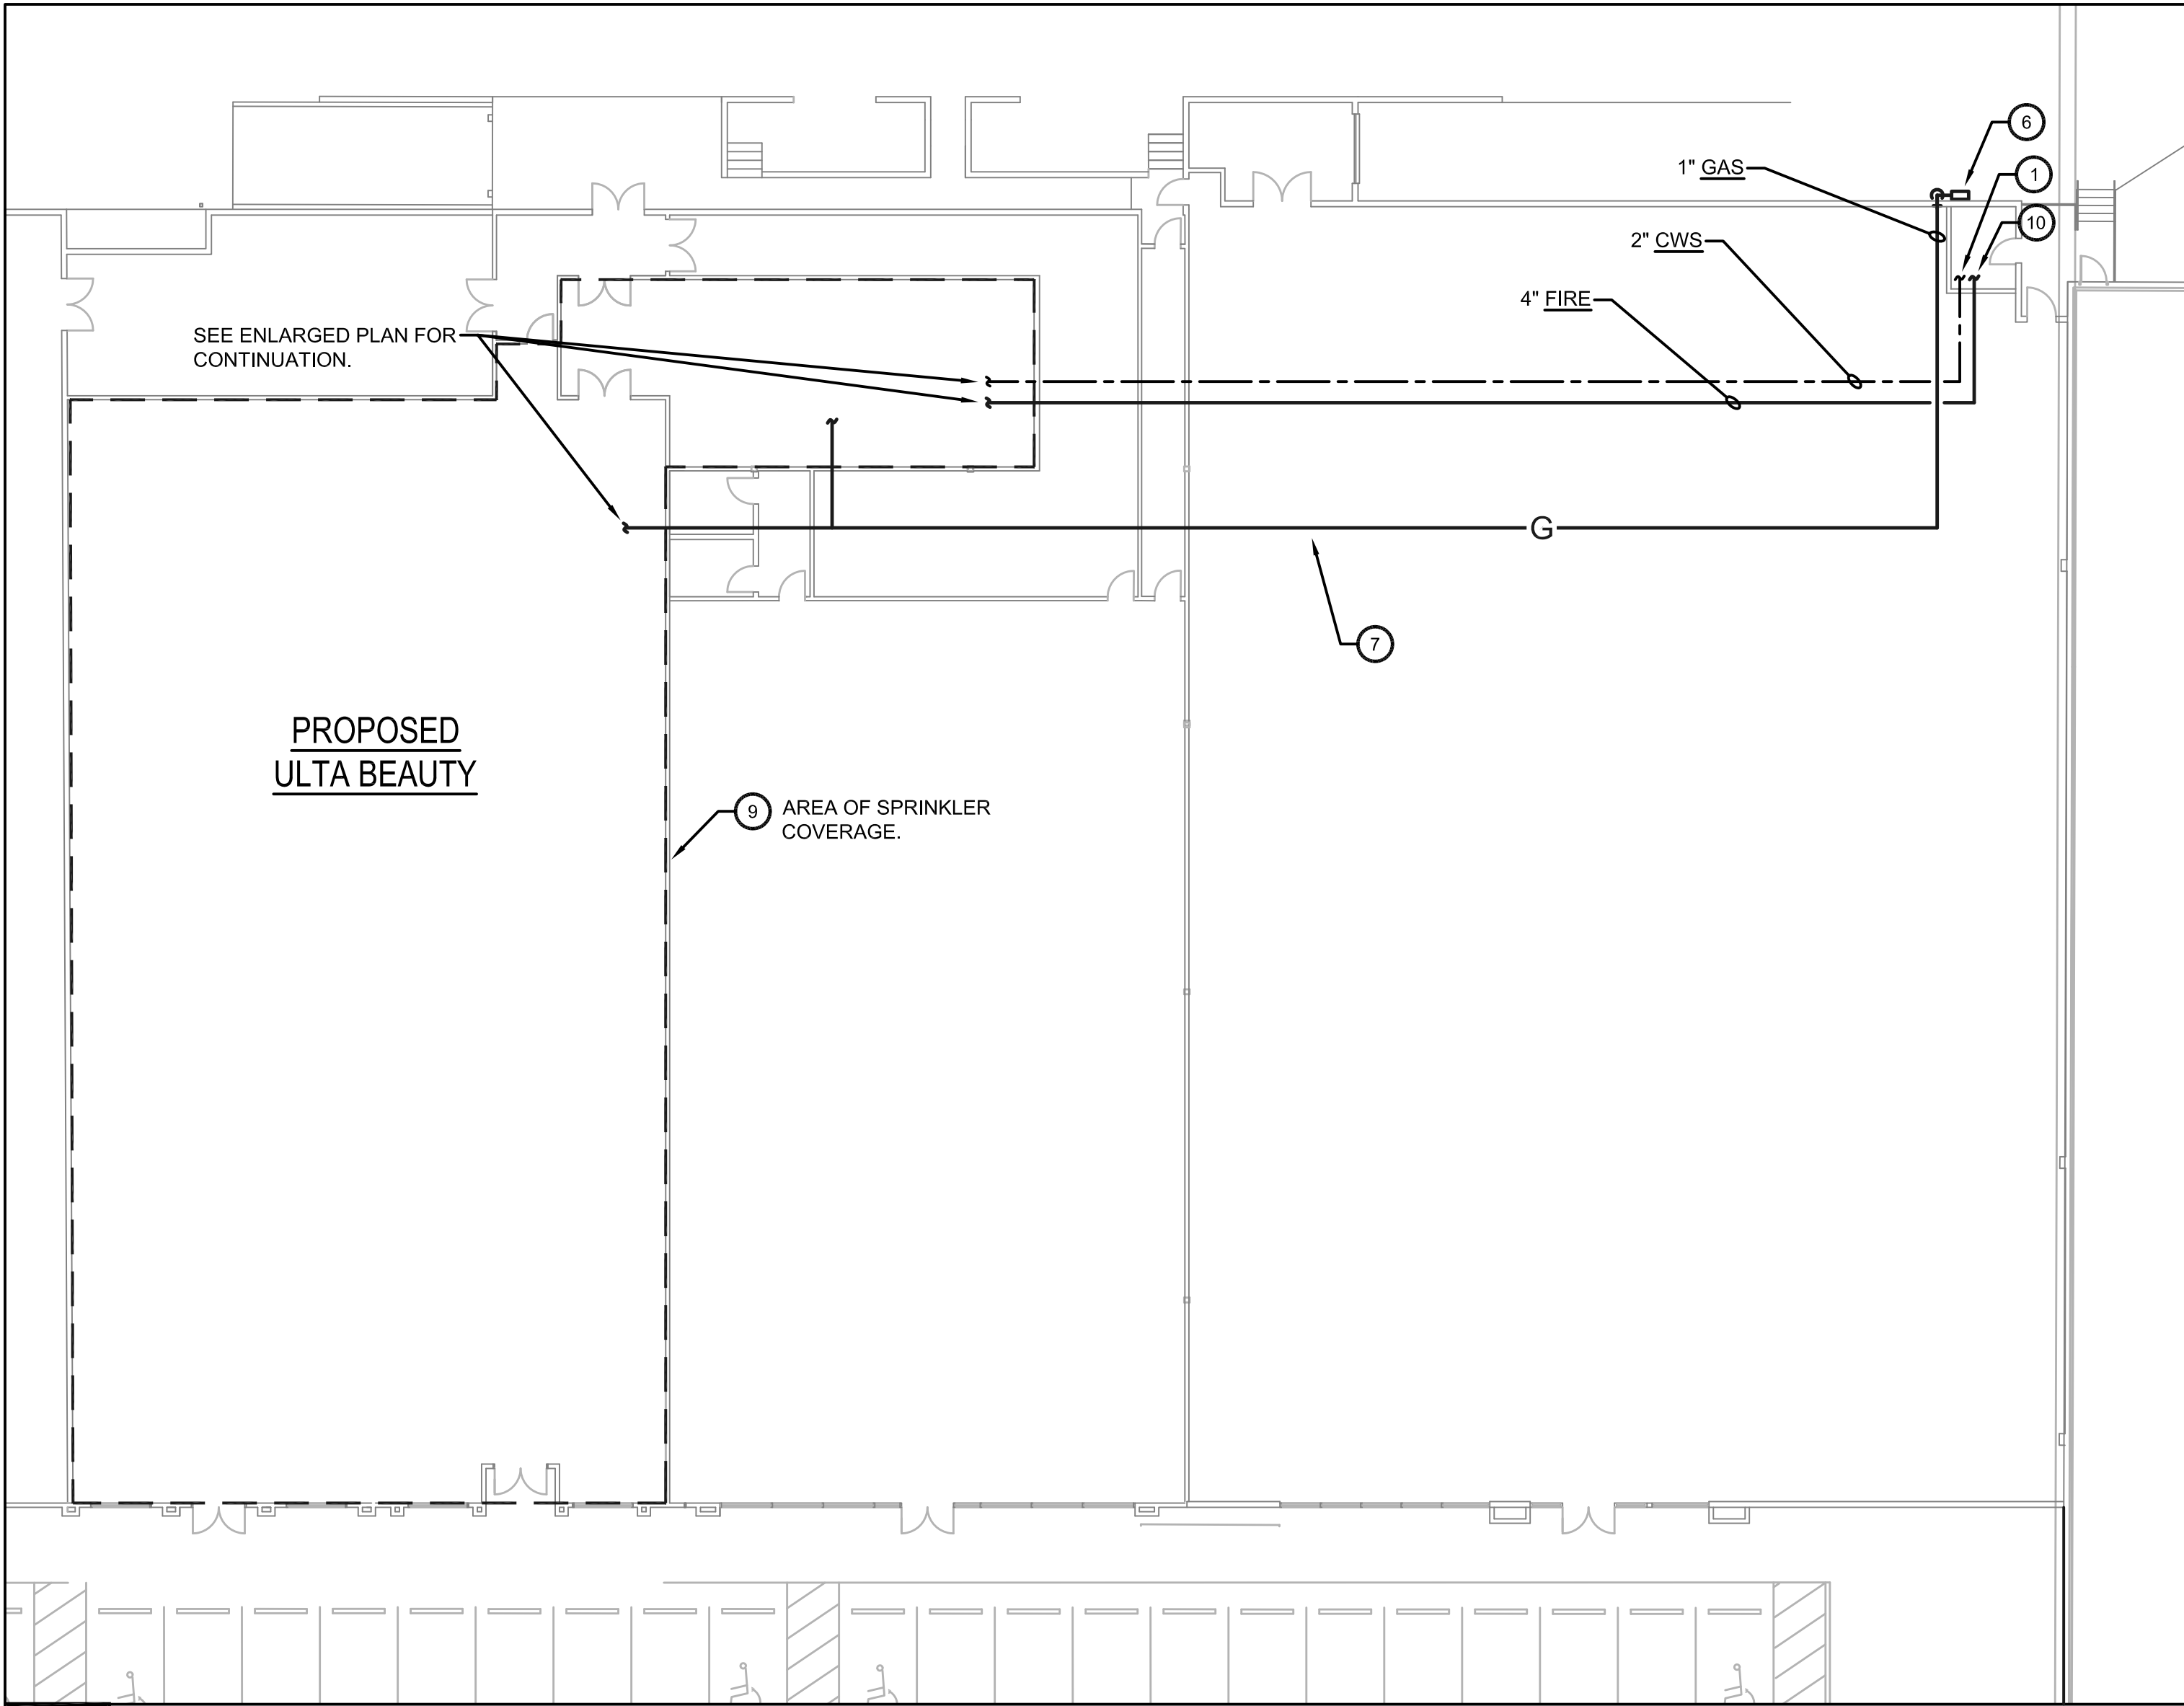 6
1" GAS
1
10
2" CWS
4" FIRE
SEE ENLARGED PLAN FOR
CONTINUATION.
G
7
PROPOSED
ULTA BEAUTY
9 AREA OF SPRINKLER
COVERAGE.